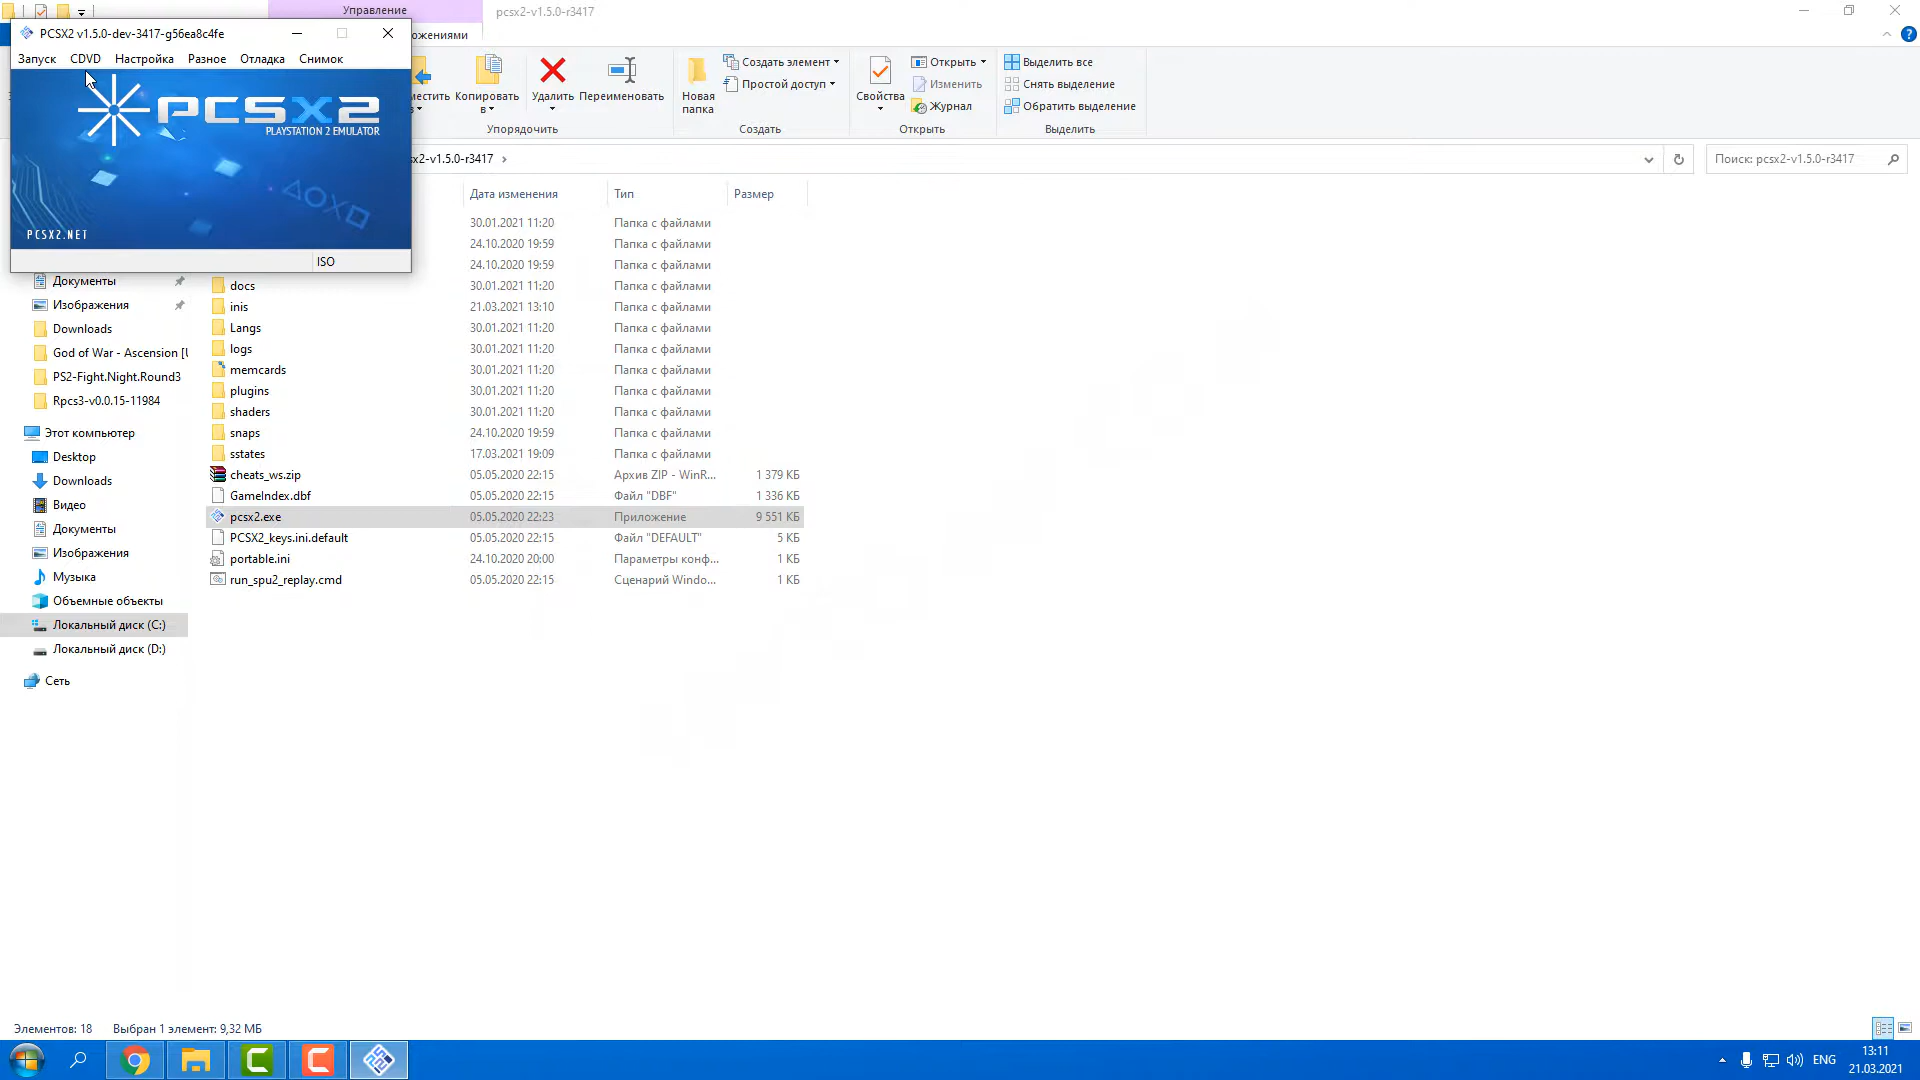 Управление
pcsx2-v1.5.0-r3417
PCSX2 v1.5.0-dev-3417-g56ea8c4fe
Запуск CDVD Настройка Разное Отладка Снимок
PCSX2
PLAYSTATION 2 EMULATOR
PCSX2.NET
ISO
ложениями
местить в
Копировать в
Удалить
Переименовать
Упорядочить
Новая папка
Создать элемент
Простой доступ
Создать
Свойства
Открыть
Изменить
Журнал
Открыть
Выделить все
Снять выделение
Обратить выделение
Выделить
sx2-v1.5.0-r3417
Поиск: pcsx2-v1.5.0-r3417
Дата изменения Тип Размер
30.01.2021 11:20 Папка с файлами
24.10.2020 19:59 Папка с файлами
24.10.2020 19:59 Папка с файлами
docs 30.01.2021 11:20 Папка с файлами
inis 21.03.2021 13:10 Папка с файлами
Langs 30.01.2021 11:20 Папка с файлами
logs 30.01.2021 11:20 Папка с файлами
memcards 30.01.2021 11:20 Папка с файлами
plugins 30.01.2021 11:20 Папка с файлами
shaders 30.01.2021 11:20 Папка с файлами
snaps 24.10.2020 19:59 Папка с файлами
sstates 17.03.2021 19:09 Папка с файлами
cheats_ws.zip 05.05.2020 22:15 Архив ZIP - WinR... 1 379 КБ
GameIndex.dbf 05.05.2020 22:15 Файл "DBF" 1 336 КБ
pcsx2.exe 05.05.2020 22:23 Приложение 9 551 КБ
PCSX2_keys.ini.default 05.05.2020 22:15 Файл "DEFAULT" 5 КБ
portable.ini 24.10.2020 20:00 Параметры конф... 1 КБ
run_spu2_replay.cmd 05.05.2020 22:15 Сценарий Windo... 1 КБ
Документы
Изображения
Downloads
God of War - Ascension [U
PS2-Fight.Night.Round3
Rpcs3-v0.0.15-11984
Этот компьютер
Desktop
Downloads
Видео
Документы
Изображения
Музыка
Объемные объекты
Локальный диск (C:)
Локальный диск (D:)
Сеть
Элементов: 18 Выбран 1 элемент: 9,32 МБ
ENG
13:11
21.03.2021